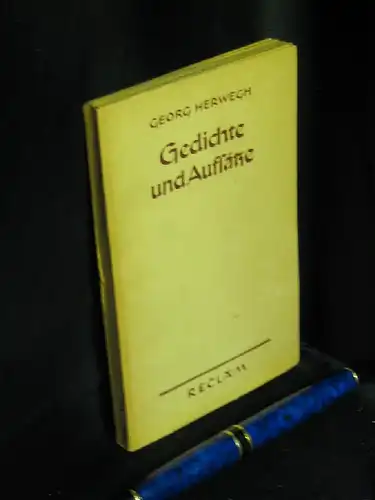 GEORG HERWEGH
Gedichte
und Aufſätze
RECLAM